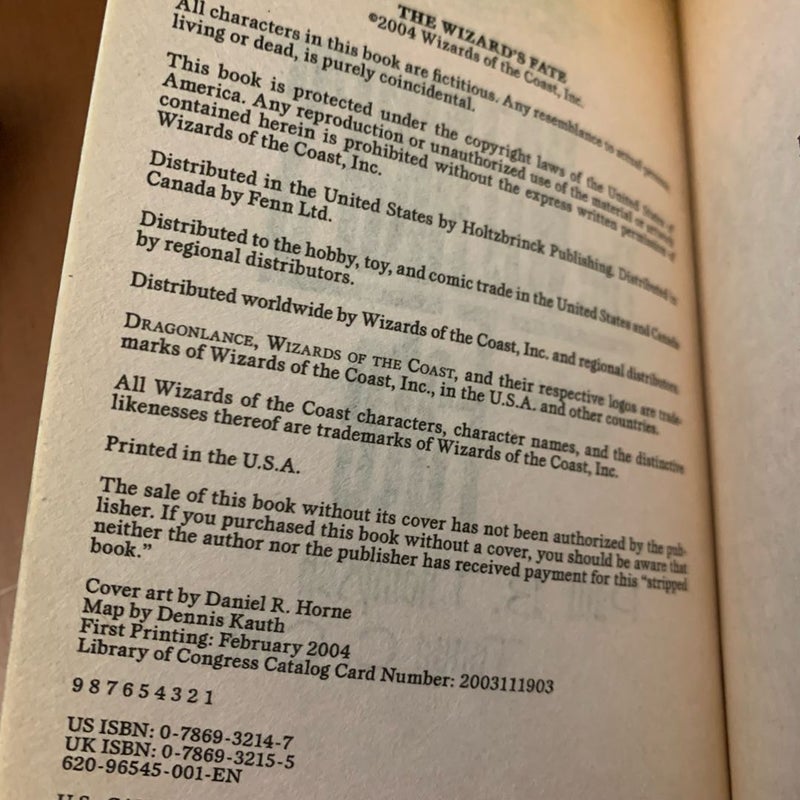 THE WIZARD'S FATE
©2004 Wizards of the Coast, Inc.
All characters in this book are fictitious. Any resemblance to actual persons,
living or dead, is purely coincidental.
This book is protected under the copyright laws of the United States of
America. Any reproduction or unauthorized use of the material or artwork
contained herein is prohibited without the express written permission of
Wizards of the Coast, Inc.
Distributed in the United States by Holtzbrinck Publishing. Distributed in
Canada by Fenn Ltd.
Distributed to the hobby, toy, and comic trade in the United States and Canada
by regional distributors.
Distributed worldwide by Wizards of the Coast, Inc. and regional distributors.
DRAGONLANCE, WIZARDS OF THE COAST, and their respective logos are trade-
marks of Wizards of the Coast, Inc., in the U.S.A. and other countries.
All Wizards of the Coast characters, character names, and the distinctive
likenesses thereof are trademarks of Wizards of the Coast, Inc.
Printed in the U.S.A.
The sale of this book without its cover has not been authorized by the pub-
lisher. If you purchased this book without a cover, you should be aware that
neither the author nor the publisher has received payment for this "stripped
book."
Cover art by Daniel R. Horne
Map by Dennis Kauth
First Printing: February 2004
Library of Congress Catalog Card Number: 2003111903
9 8 7 6 5 4 3 2 1
US ISBN: 0-7869-3214-7
UK ISBN: 0-7869-3215-5
620-96545-001-EN